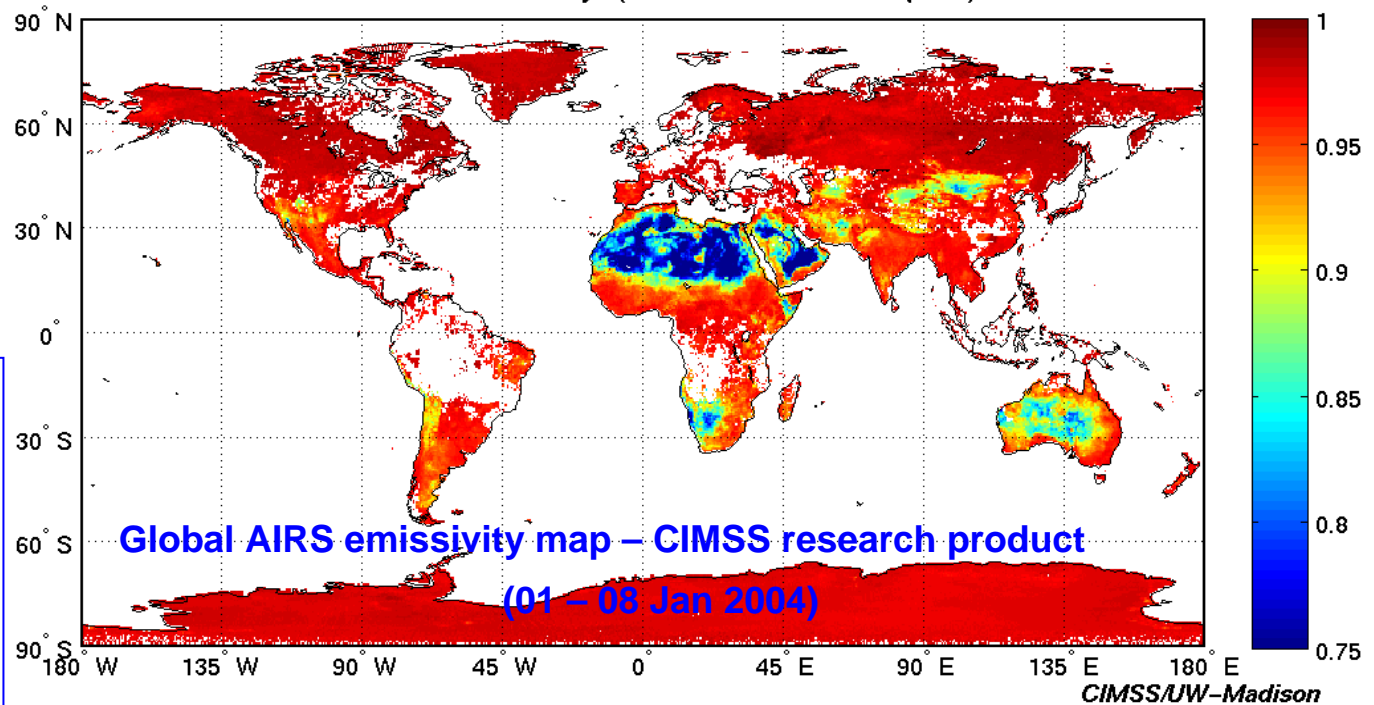 90° N
60° N
30° N
0°
30° S
60° S
90° S
180° W
135° W
90° W
45° W
0°
45° E
90° E
135° E
180° E
1
0.95
0.9
0.85
0.8
0.75
Global AIRS emissivity map – CIMSS research product
(01 – 08 Jan 2004)
CIMSS/UW–Madison